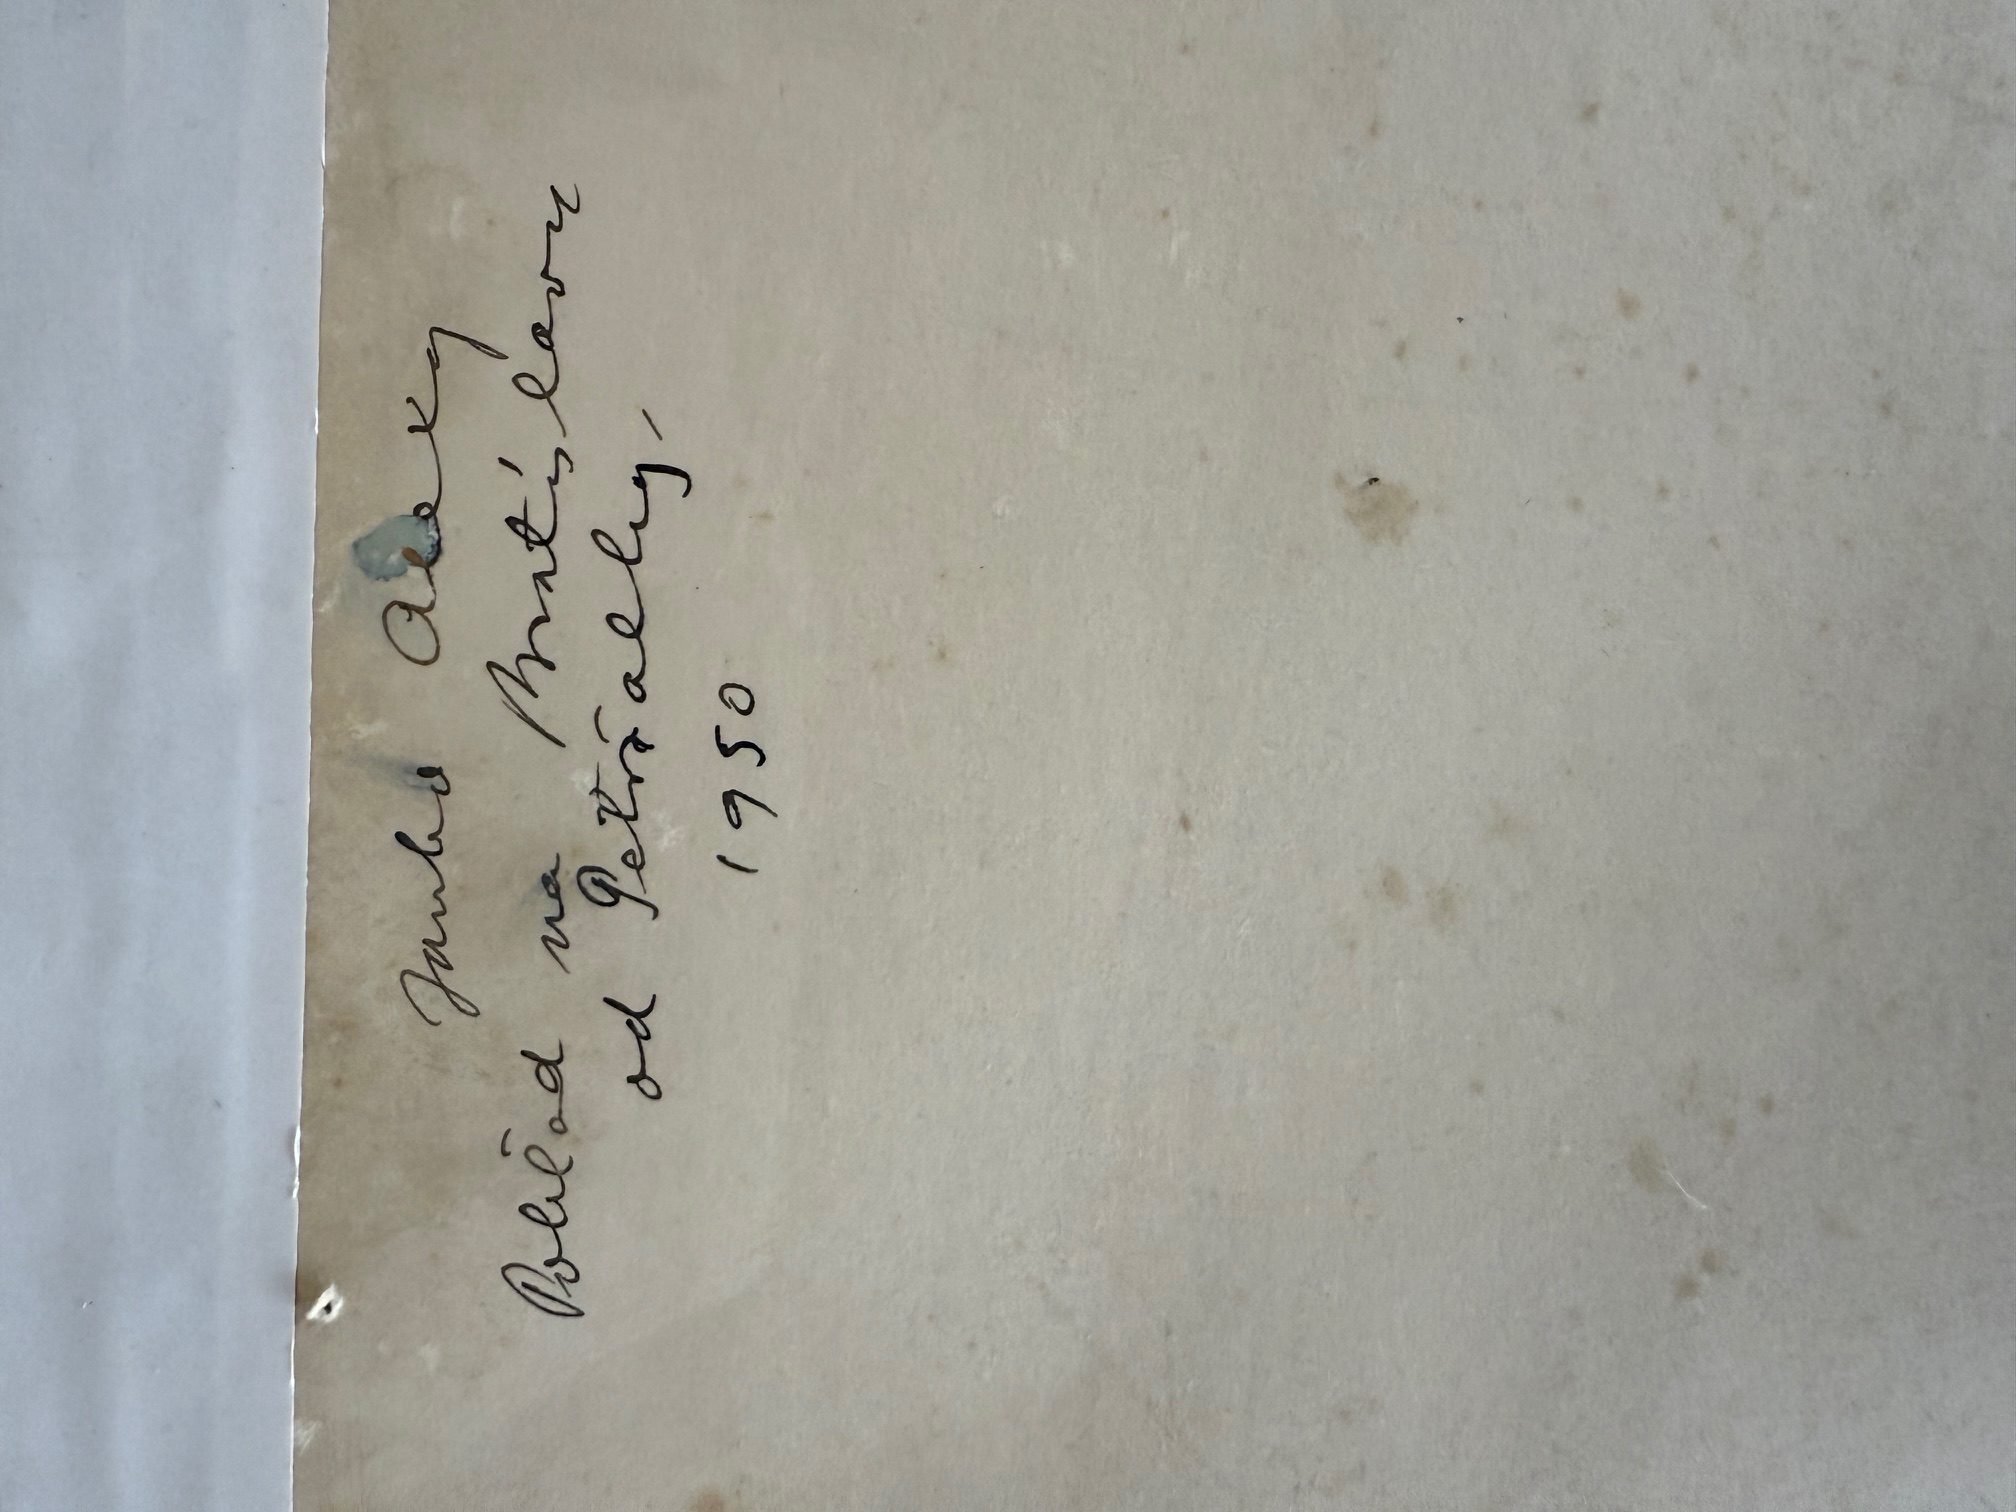 Janko Alexy
Pohľad na Bratislavu
od Petržalky,
1950